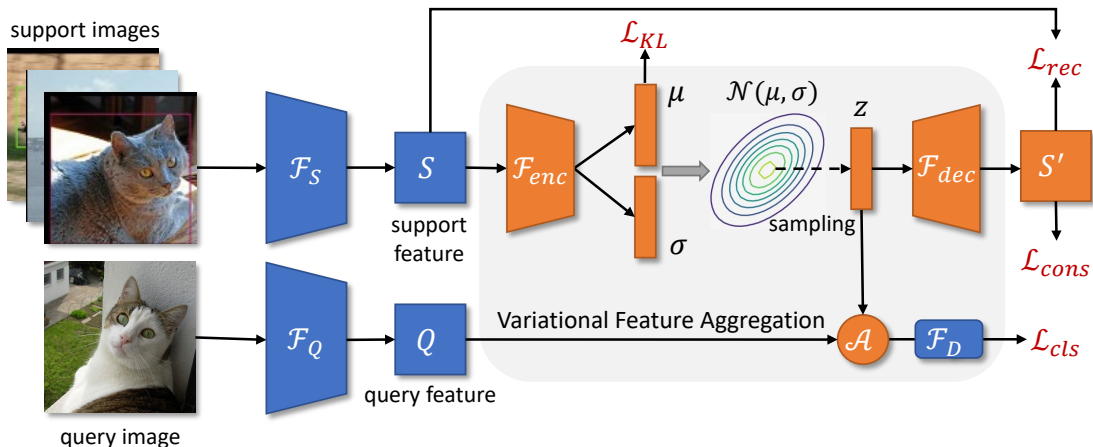 support images
ℒ_KL
ℒ_rec
μ
𝒩(μ, σ)
z
ℱ_S
S
ℱ_enc
ℱ_dec
S′
support
feature
σ
sampling
ℒ_cons
ℱ_Q
Q
Variational Feature Aggregation
𝒜
ℱ_D
ℒ_cls
query feature
query image